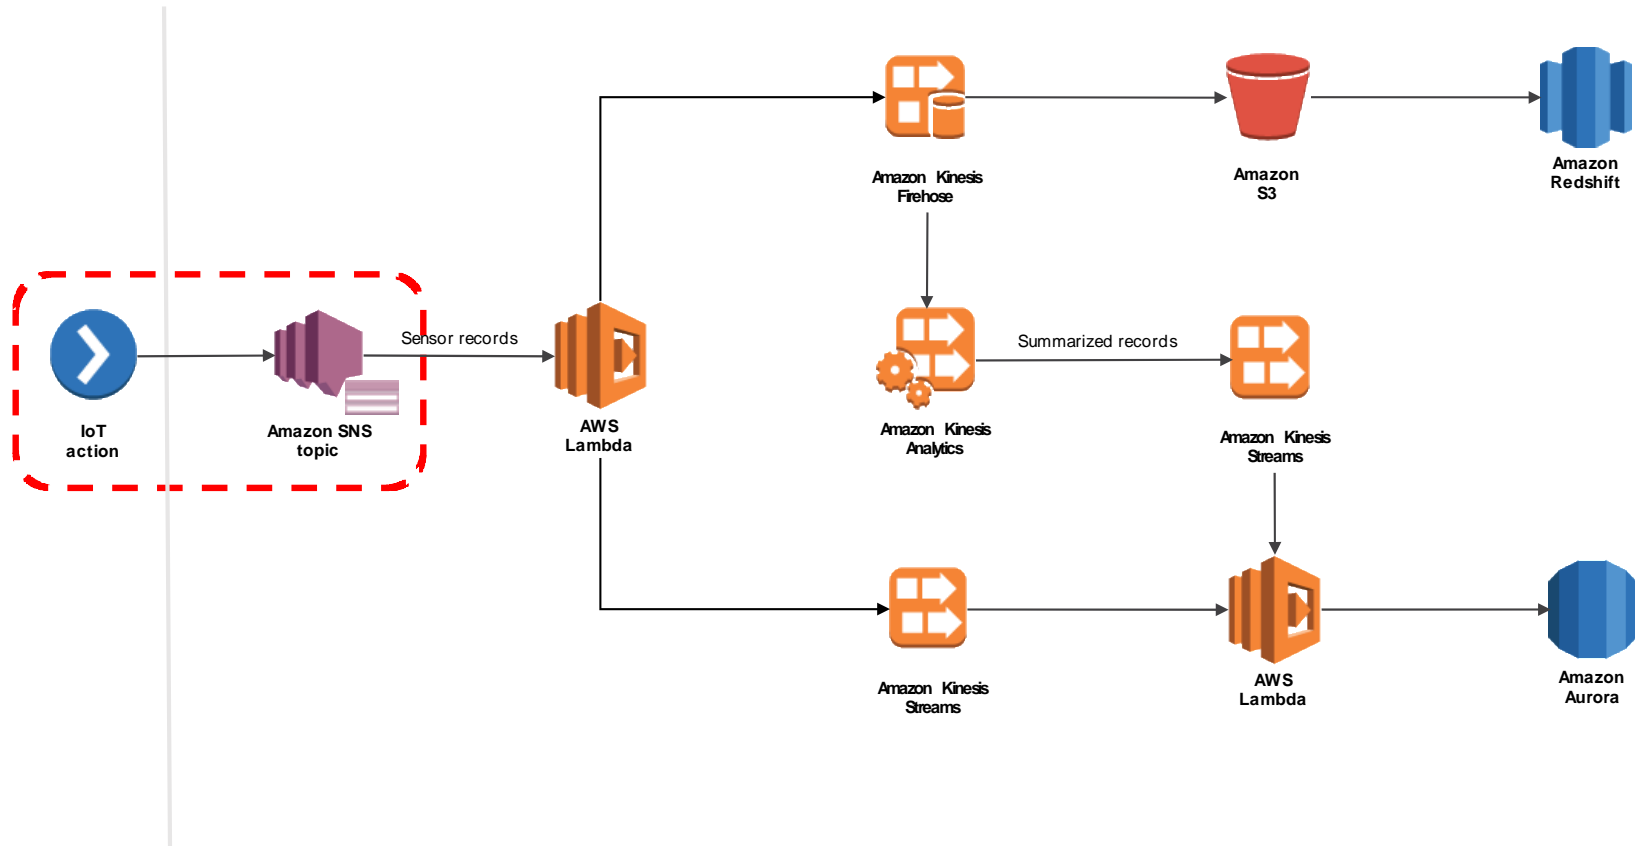 Amazon Kinesis
Firehose
Amazon
S3
Amazon
Redshift
Sensor records
IoT
action
Amazon SNS
topic
AWS
Lambda
Summarized records
Amazon Kinesis
Analytics
Amazon Kinesis
Streams
Amazon Kinesis
Streams
AWS
Lambda
Amazon
Aurora